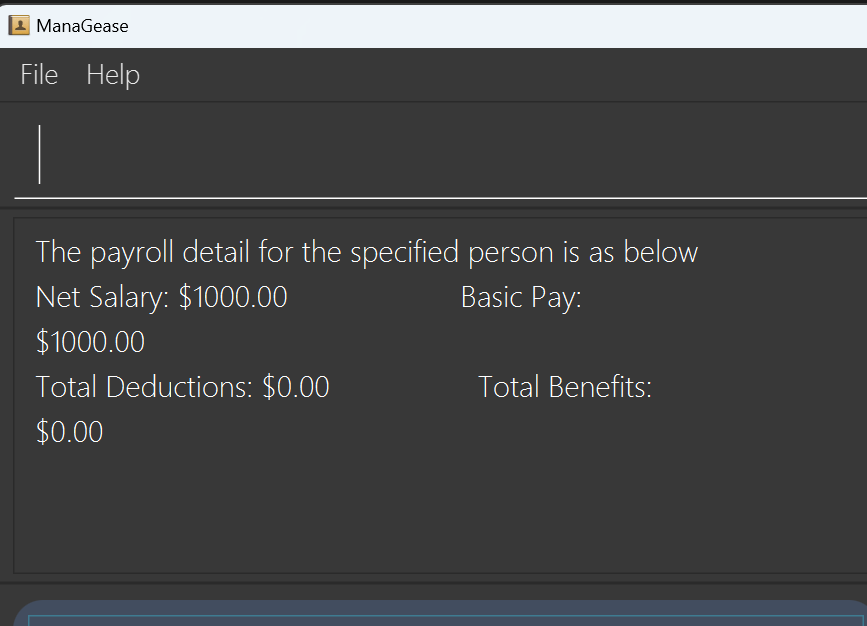 ManaGease
File Help
The payroll detail for the specified person is as below
Net Salary: $1000.00 Basic Pay:
$1000.00
Total Deductions: $0.00 Total Benefits:
$0.00